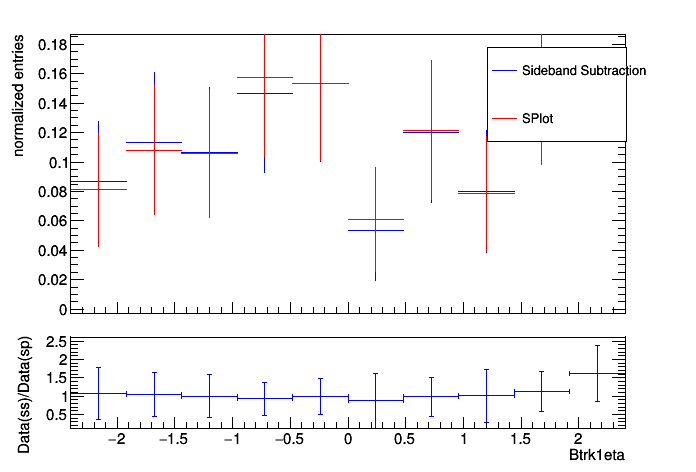 normalized entries
0.18
0.16
0.14
0.12
0.1
0.08
0.06
0.04
0.02
0
Sideband Subtraction
SPlot
Data(ss)/Data(sp)
2.5
2
1.5
1
0.5
−2 −1.5 −1 −0.5 0 0.5 1 1.5 2
Btrk1eta